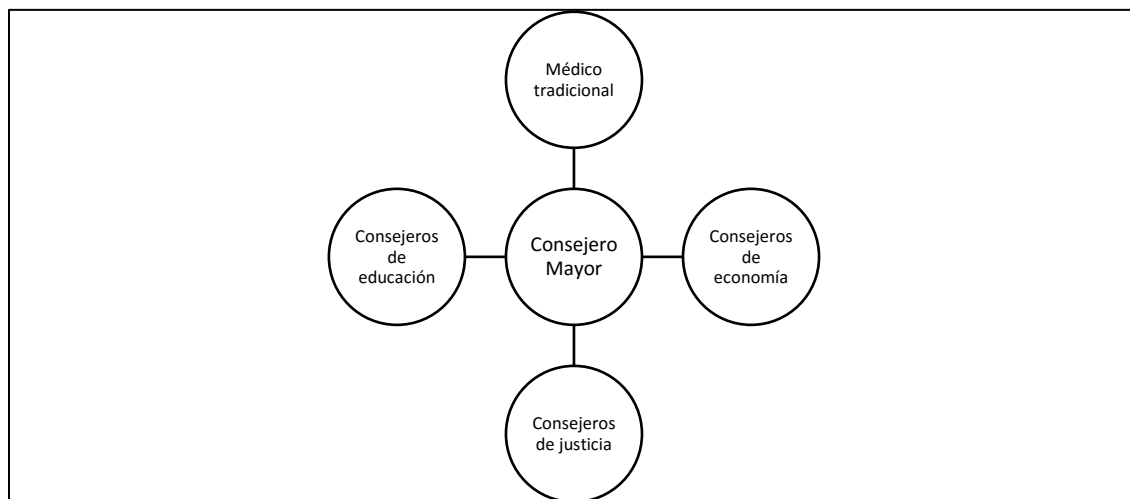 Médico
tradicional
Consejeros
de
educación
Consejero
Mayor
Consejeros
de
economía
Consejeros
de justicia